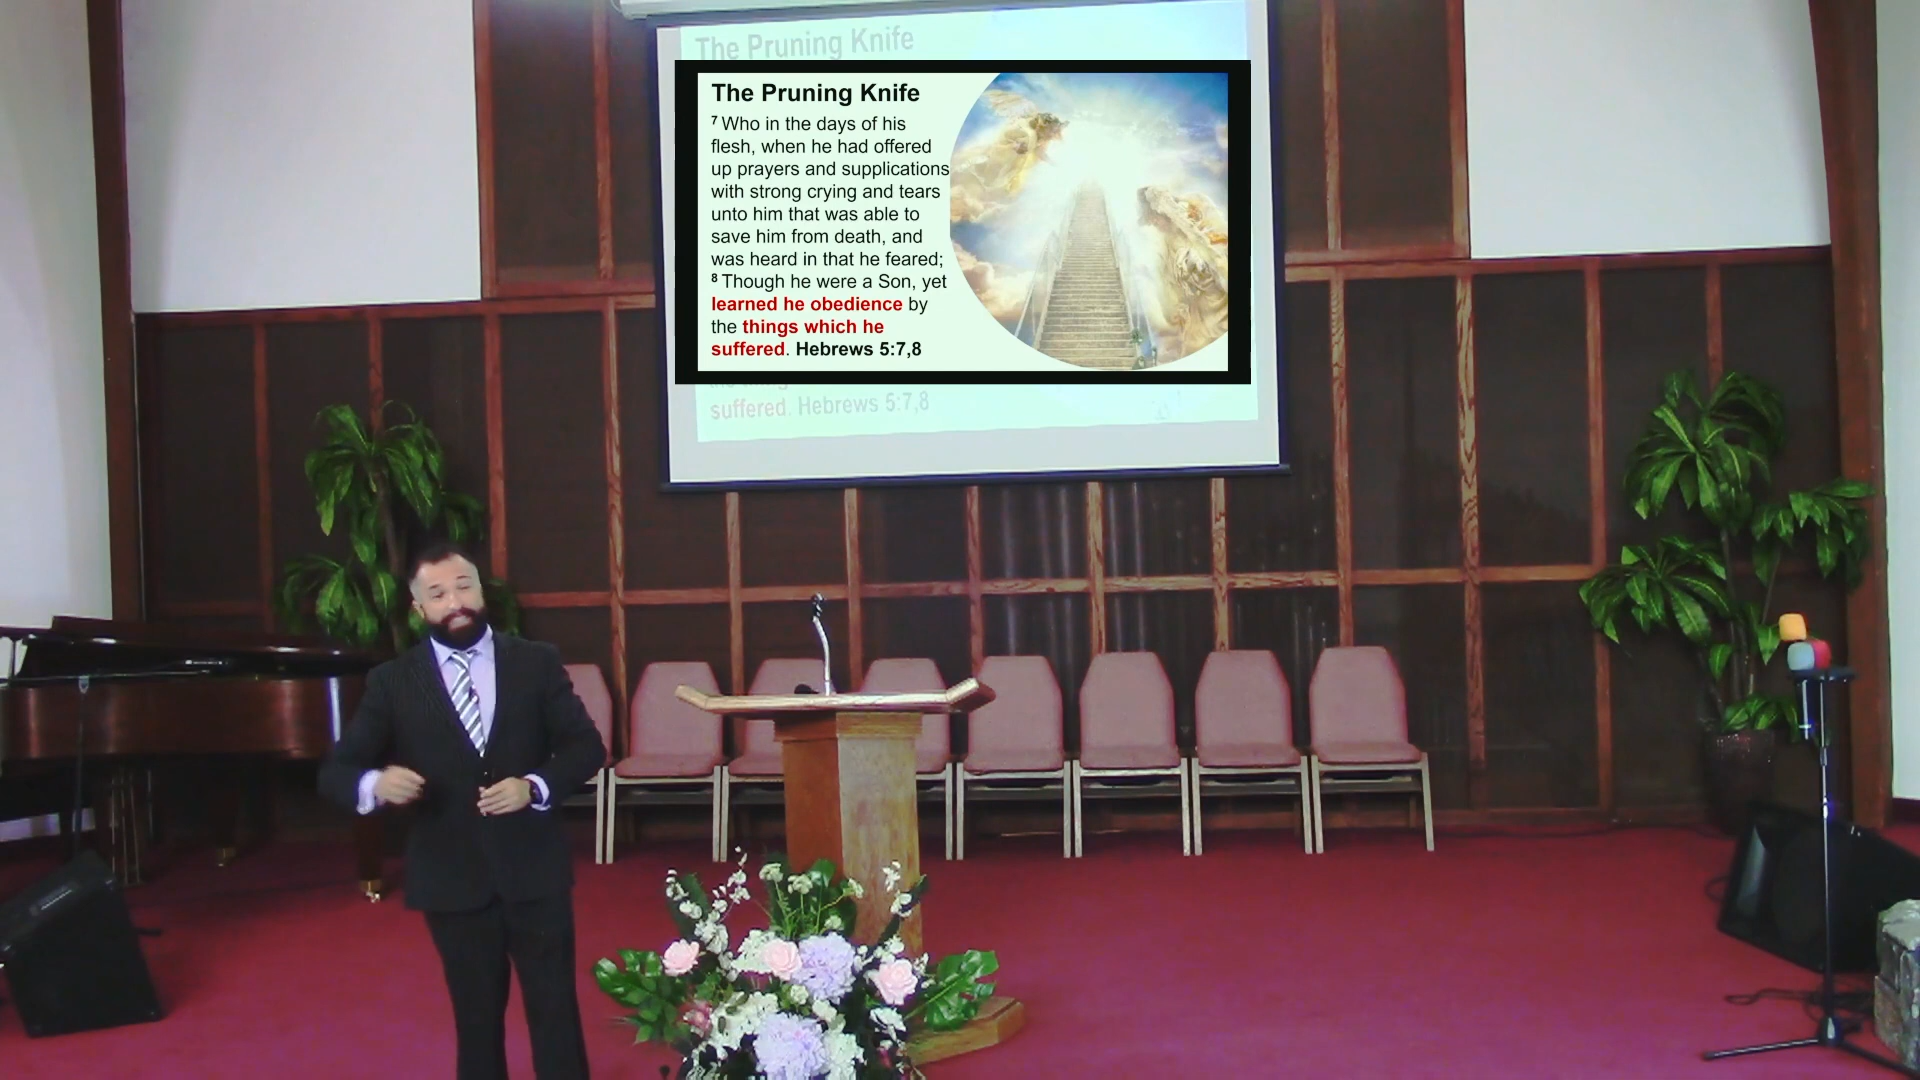 The Pruning Knife
The Pruning Knife
7 Who in the days of his
flesh, when he had offered
up prayers and supplications
with strong crying and tears
unto him that was able to
save him from death, and
was heard in that he feared;
8 Though he were a Son, yet
learned he obedience by
the things which he
suffered. Hebrews 5:7,8
suffered. Hebrews 5:7,8